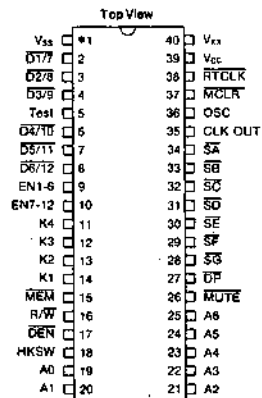 Top View
Vss *1 40 Vxx
D1/7 2 39 Vcc
D2/8 3 38 RTCLK
D3/9 4 37 MCLR
Test 5 36 OSC
D4/10 6 35 CLK OUT
D5/11 7 34 SA
D6/12 8 33 SB
EN1-6 9 32 SC
EN7-12 10 31 SD
K4 11 30 SE
K3 12 29 SF
K2 13 28 SG
K1 14 27 DP
MEM 15 26 MUTE
R/W 16 25 A6
DEN 17 24 A5
HKSW 18 23 A4
A0 19 22 A3
A1 20 21 A2